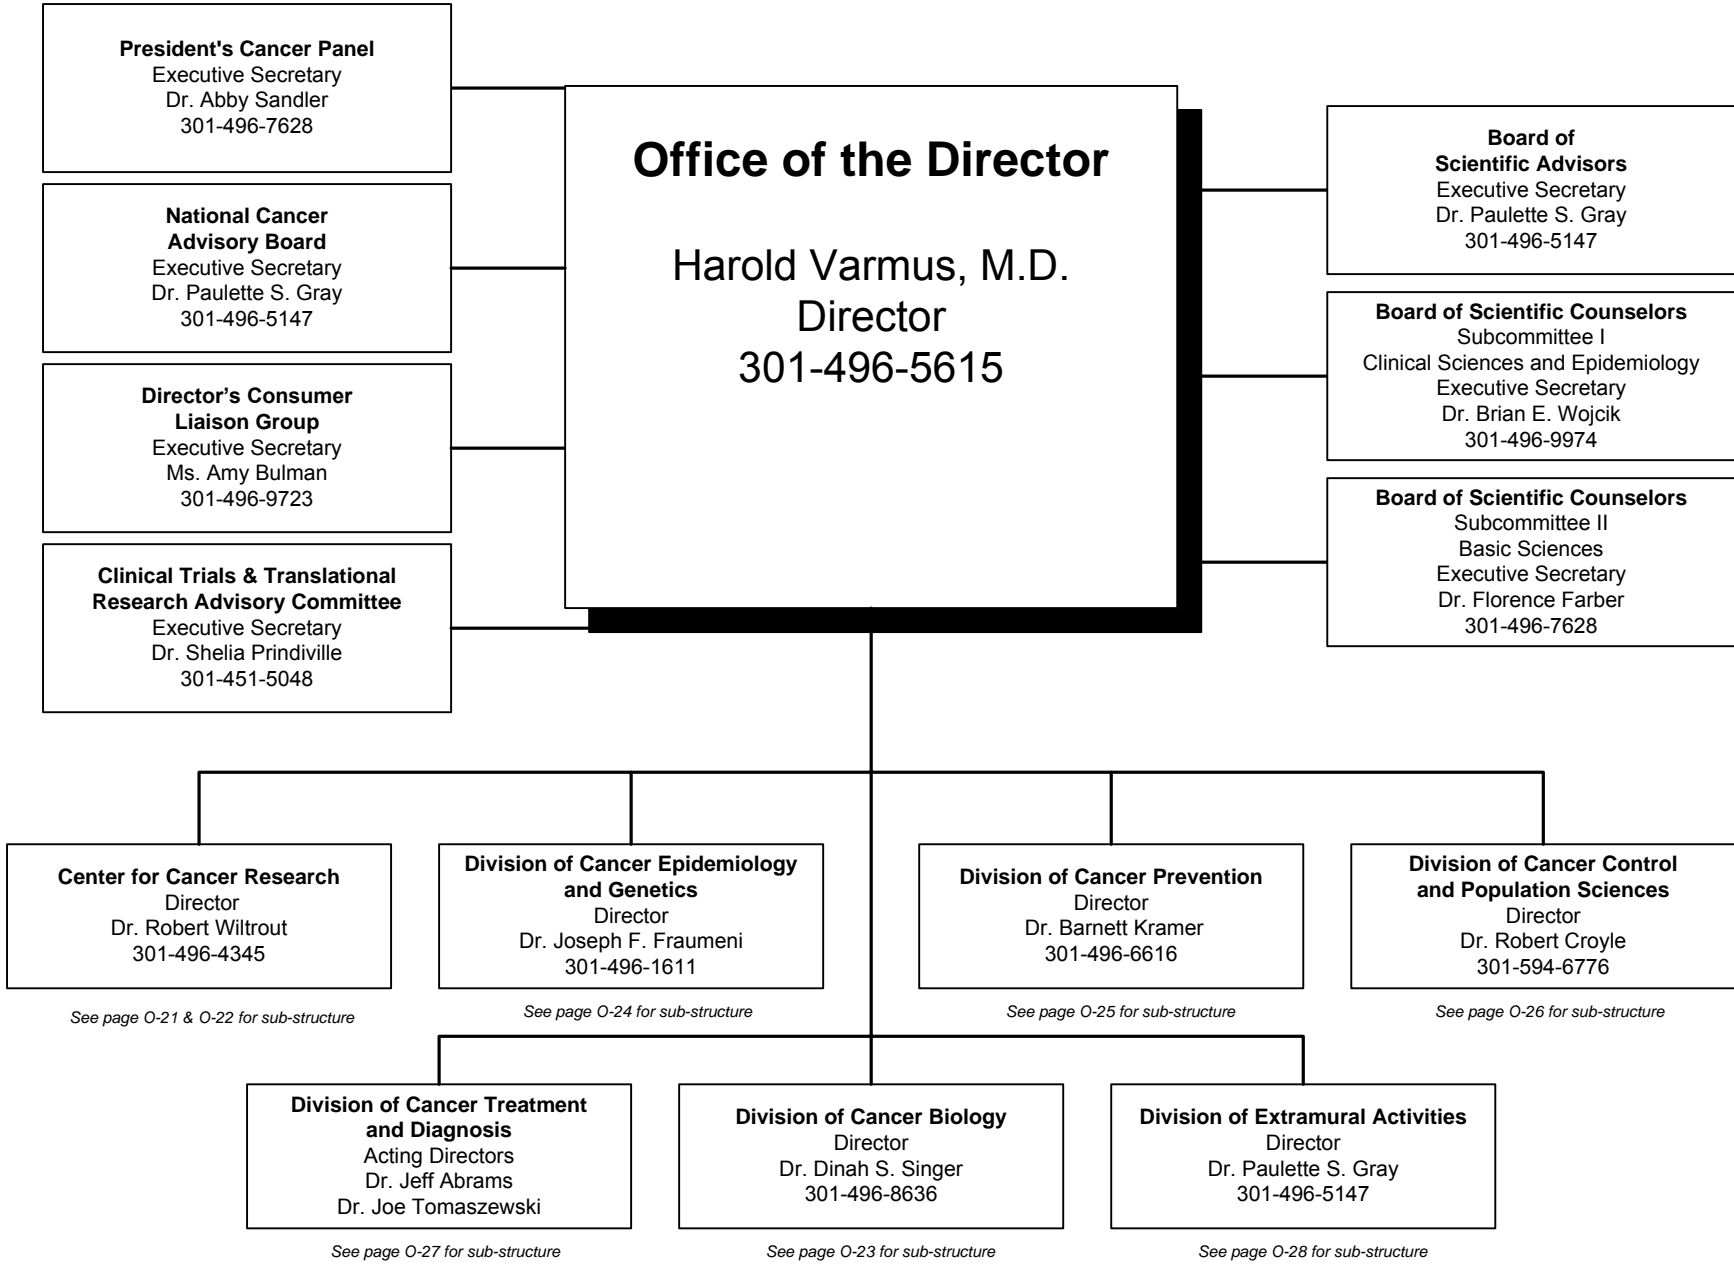 President's Cancer Panel
Executive Secretary
Dr. Abby Sandler
301-496-7628
National Cancer
Advisory Board
Executive Secretary
Dr. Paulette S. Gray
301-496-5147
Director’s Consumer
Liaison Group
Executive Secretary
Ms. Amy Bulman
301-496-9723
Clinical Trials & Translational
Research Advisory Committee
Executive Secretary
Dr. Shelia Prindiville
301-451-5048
Office of the Director
Harold Varmus, M.D.
Director
301-496-5615
Board of
Scientific Advisors
Executive Secretary
Dr. Paulette S. Gray
301-496-5147
Board of Scientific Counselors
Subcommittee I
Clinical Sciences and Epidemiology
Executive Secretary
Dr. Brian E. Wojcik
301-496-9974
Board of Scientific Counselors
Subcommittee II
Basic Sciences
Executive Secretary
Dr. Florence Farber
301-496-7628
Center for Cancer Research
Director
Dr. Robert Wiltrout
301-496-4345
See page O-21 & O-22 for sub-structure
Division of Cancer Epidemiology
and Genetics
Director
Dr. Joseph F. Fraumeni
301-496-1611
See page O-24 for sub-structure
Division of Cancer Prevention
Director
Dr. Barnett Kramer
301-496-6616
See page O-25 for sub-structure
Division of Cancer Control
and Population Sciences
Director
Dr. Robert Croyle
301-594-6776
See page O-26 for sub-structure
Division of Cancer Treatment
and Diagnosis
Acting Directors
Dr. Jeff Abrams
Dr. Joe Tomaszewski
See page O-27 for sub-structure
Division of Cancer Biology
Director
Dr. Dinah S. Singer
301-496-8636
See page O-23 for sub-structure
Division of Extramural Activities
Director
Dr. Paulette S. Gray
301-496-5147
See page O-28 for sub-structure